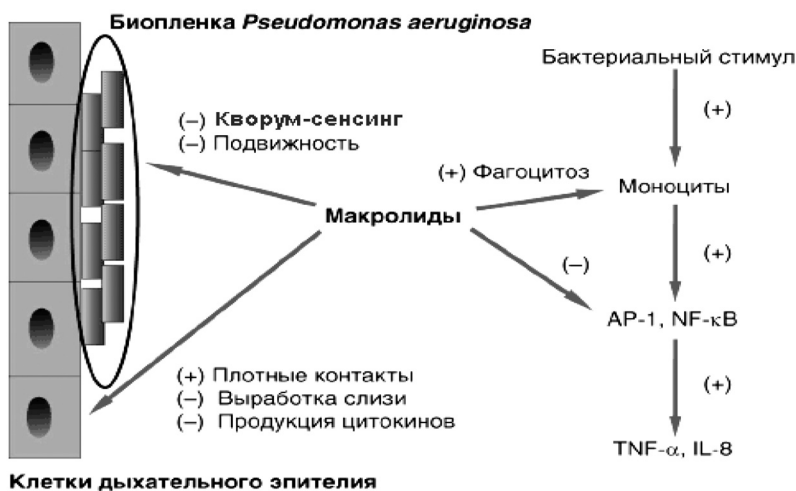 Биопленка Pseudomonas aeruginosa
Бактериальный стимул
(+)
(–) Кворум-сенсинг
(–) Подвижность
(+) Фагоцитоз
Моноциты
Макролиды
(–)
(+)
AP-1, NF-κB
(+) Плотные контакты
(–) Выработка слизи
(–) Продукция цитокинов
(+)
TNF-α, IL-8
Клетки дыхательного эпителия